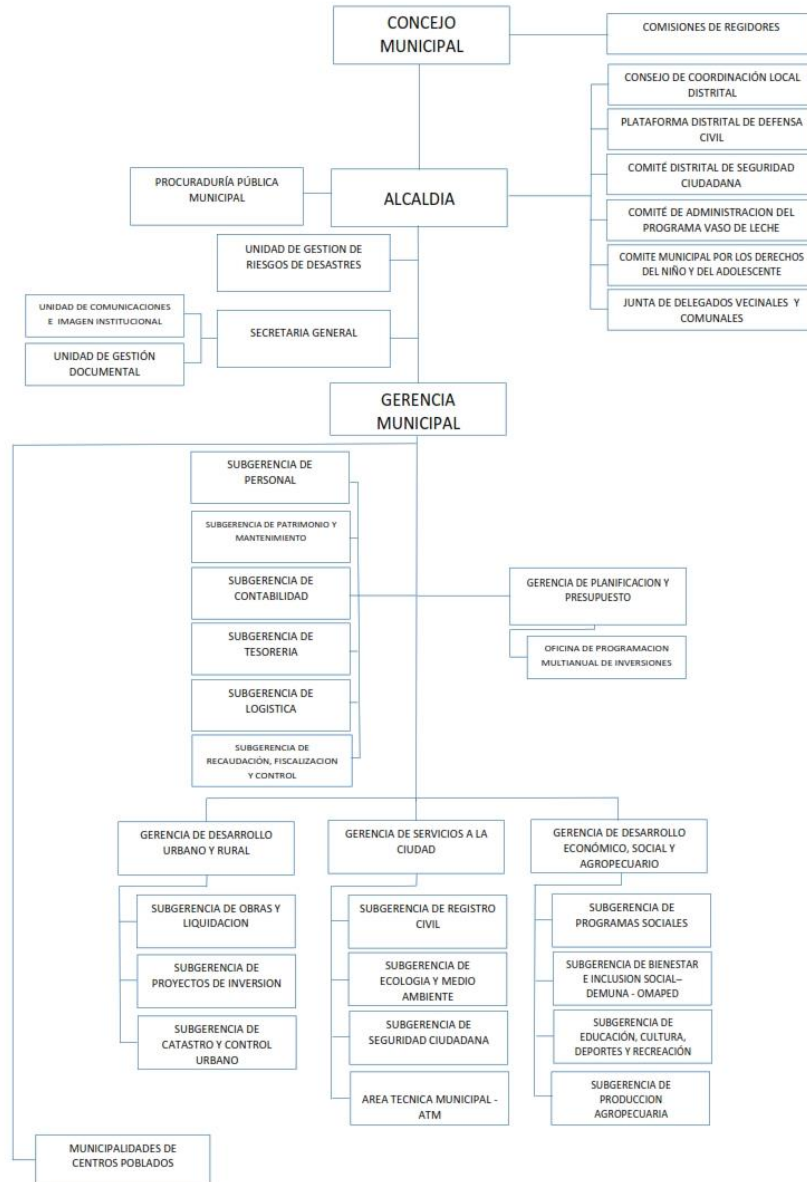 CONCEJO
MUNICIPAL
COMISIONES DE REGIDORES
CONSEJO DE COORDINACIÓN LOCAL
DISTRITAL
PLATAFORMA DISTRITAL DE DEFENSA
CIVIL
COMITÉ DISTRITAL DE SEGURIDAD
CIUDADANA
COMITÉ DE ADMINISTRACION DEL
PROGRAMA VASO DE LECHE
COMITE MUNICIPAL POR LOS DERECHOS
DEL NIÑO Y DEL ADOLESCENTE
JUNTA DE DELEGADOS VECINALES Y
COMUNALES
PROCURADURÍA PÚBLICA
MUNICIPAL
ALCALDIA
UNIDAD DE GESTION DE
RIESGOS DE DESASTRES
UNIDAD DE COMUNICACIONES
E IMAGEN INSTITUCIONAL
UNIDAD DE GESTIÓN
DOCUMENTAL
SECRETARIA GENERAL
GERENCIA
MUNICIPAL
SUBGERENCIA DE
PERSONAL
SUBGERENCIA DE PATRIMONIO Y
MANTENIMIENTO
SUBGERENCIA DE
CONTABILIDAD
SUBGERENCIA DE
TESORERIA
SUBGERENCIA DE
LOGISTICA
SUBGERENCIA DE
RECAUDACIÓN, FISCALIZACION
Y CONTROL
GERENCIA DE PLANIFICACION Y
PRESUPUESTO
OFICINA DE PROGRAMACION
MULTIANUAL DE INVERSIONES
GERENCIA DE DESARROLLO
URBANO Y RURAL
SUBGERENCIA DE OBRAS Y
LIQUIDACION
SUBGERENCIA DE
PROYECTOS DE INVERSION
SUBGERENCIA DE
CATASTRO Y CONTROL
URBANO
GERENCIA DE SERVICIOS A LA
CIUDAD
SUBGERENCIA DE REGISTRO
CIVIL
SUBGERENCIA DE
ECOLOGIA Y MEDIO
AMBIENTE
SUBGERENCIA DE
SEGURIDAD CIUDADANA
AREA TECNICA MUNICIPAL -
ATM
GERENCIA DE DESARROLLO
ECONÓMICO, SOCIAL Y
AGROPECUARIO
SUBGERENCIA DE
PROGRAMAS SOCIALES
SUBGERENCIA DE BIENESTAR
E INCLUSION SOCIAL–
DEMUNA - OMAPED
SUBGERENCIA DE
EDUCACIÓN, CULTURA,
DEPORTES Y RECREACIÓN
SUBGERENCIA DE
PRODUCCION
AGROPECUARIA
MUNICIPALIDADES DE
CENTROS POBLADOS